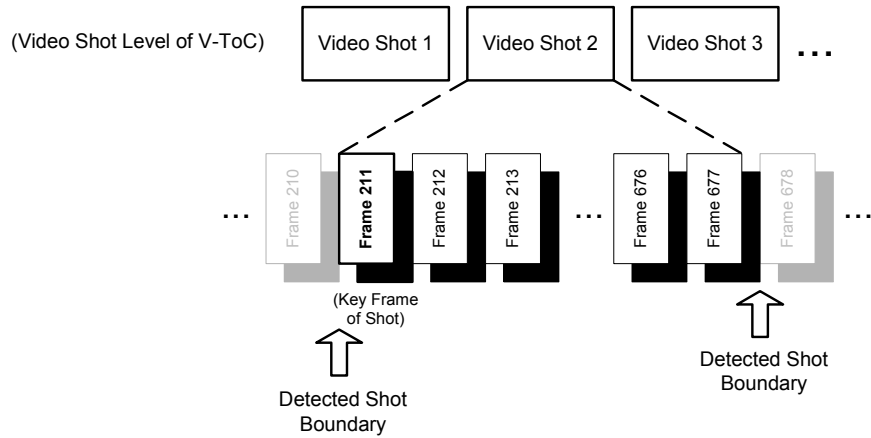 (Video Shot Level of V-ToC)
Video Shot 1
Video Shot 2
Video Shot 3
...
...
Frame 210
Frame 211
Frame 212
Frame 213
...
Frame 676
Frame 677
Frame 678
...
(Key Frame
of Shot)
Detected Shot
Boundary
Detected Shot
Boundary